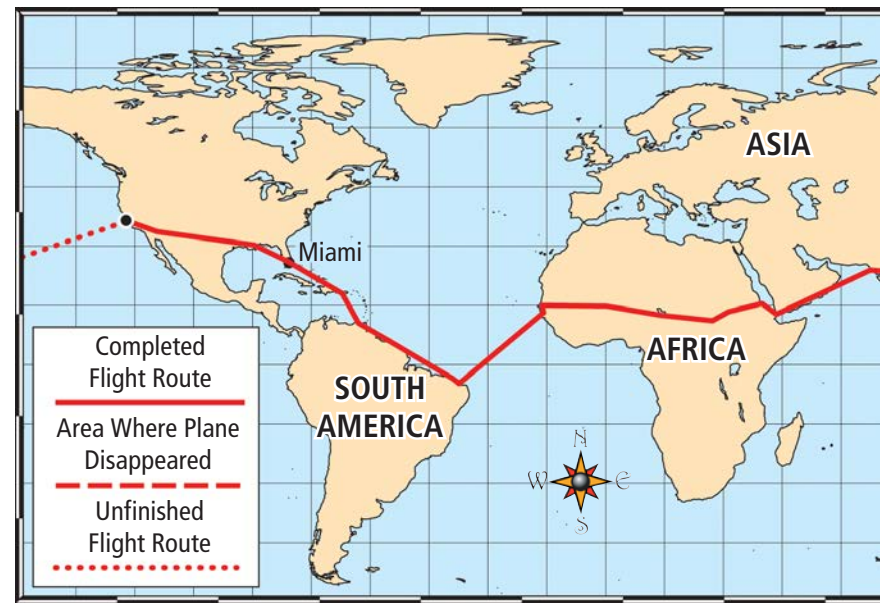 ASIA
Miami
AFRICA
SOUTH
AMERICA
Completed
Flight Route
Area Where Plane
Disappeared
Unfinished
Flight Route
N
W
E
S